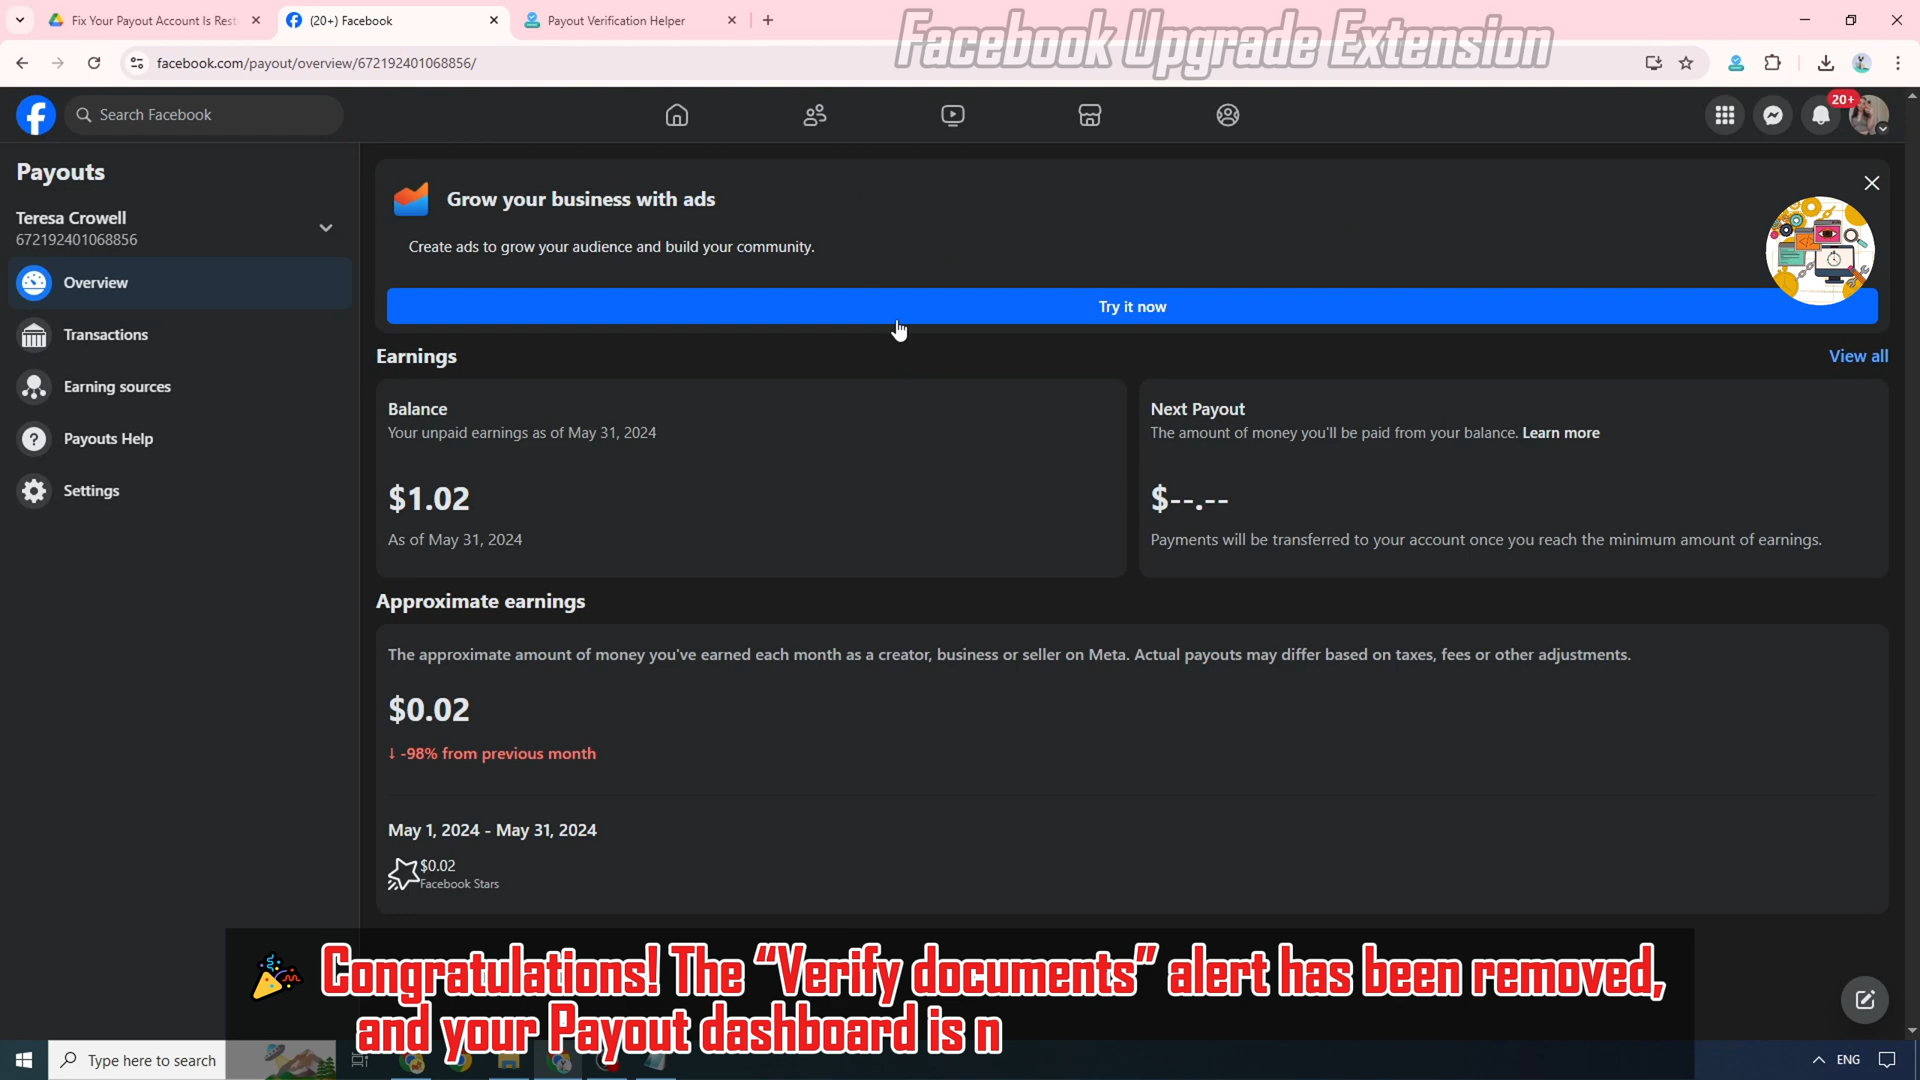 Fix Your Payout Account Is Rest
(20+) Facebook
Payout Verification Helper
Facebook Upgrade Extension
facebook.com/payout/overview/672192401068856/
Search Facebook
20+
Payouts
Teresa Crowell
672192401068856
Overview
Transactions
Earning sources
Payouts Help
Settings
Grow your business with ads
Create ads to grow your audience and build your community.
Try it now
Earnings
View all
Balance
Your unpaid earnings as of May 31, 2024
$1.02
As of May 31, 2024
Next Payout
The amount of money you'll be paid from your balance. Learn more
$--.--
Payments will be transferred to your account once you reach the minimum amount of earnings.
Approximate earnings
The approximate amount of money you've earned each month as a creator, business or seller on Meta. Actual payouts may differ based on taxes, fees or other adjustments.
$0.02
↓ -98% from previous month
May 1, 2024 - May 31, 2024
$0.02
Facebook Stars
🎉 Congratulations! The “Verify documents” alert has been removed,
and your Payout dashboard is n
Type here to search
ENG